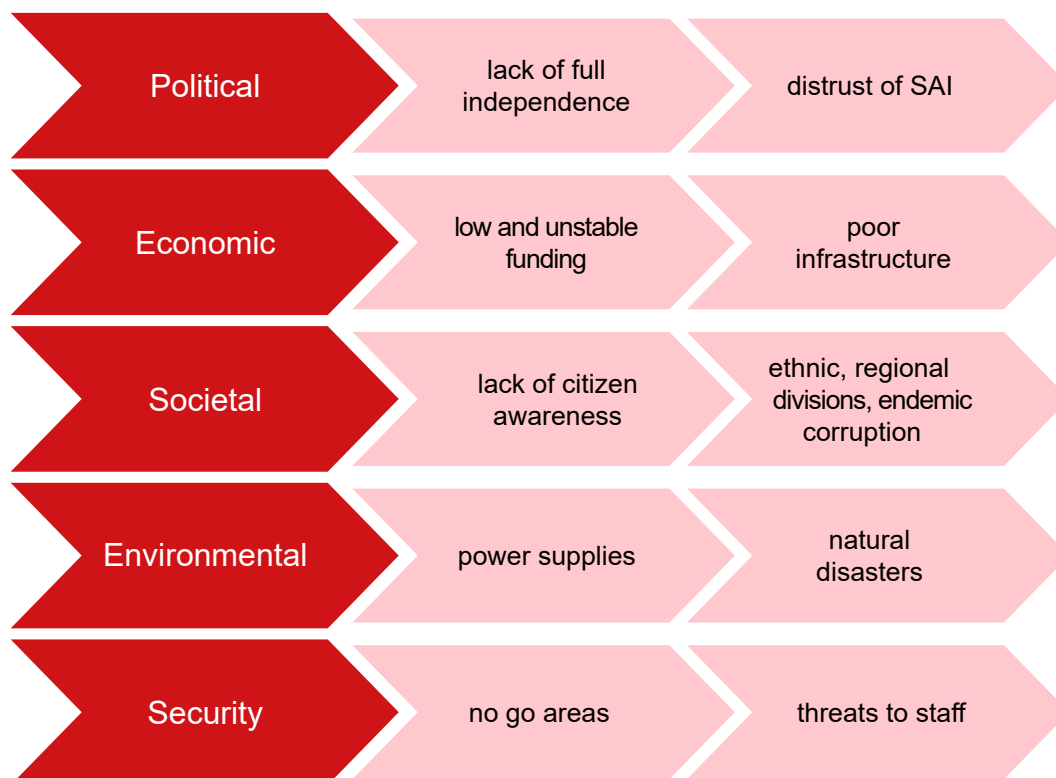 Political
lack of full
independence
distrust of SAI
Economic
low and unstable
funding
poor
infrastructure
Societal
lack of citizen
awareness
ethnic, regional
divisions, endemic
corruption
Environmental
power supplies
natural
disasters
Security
no go areas
threats to staff